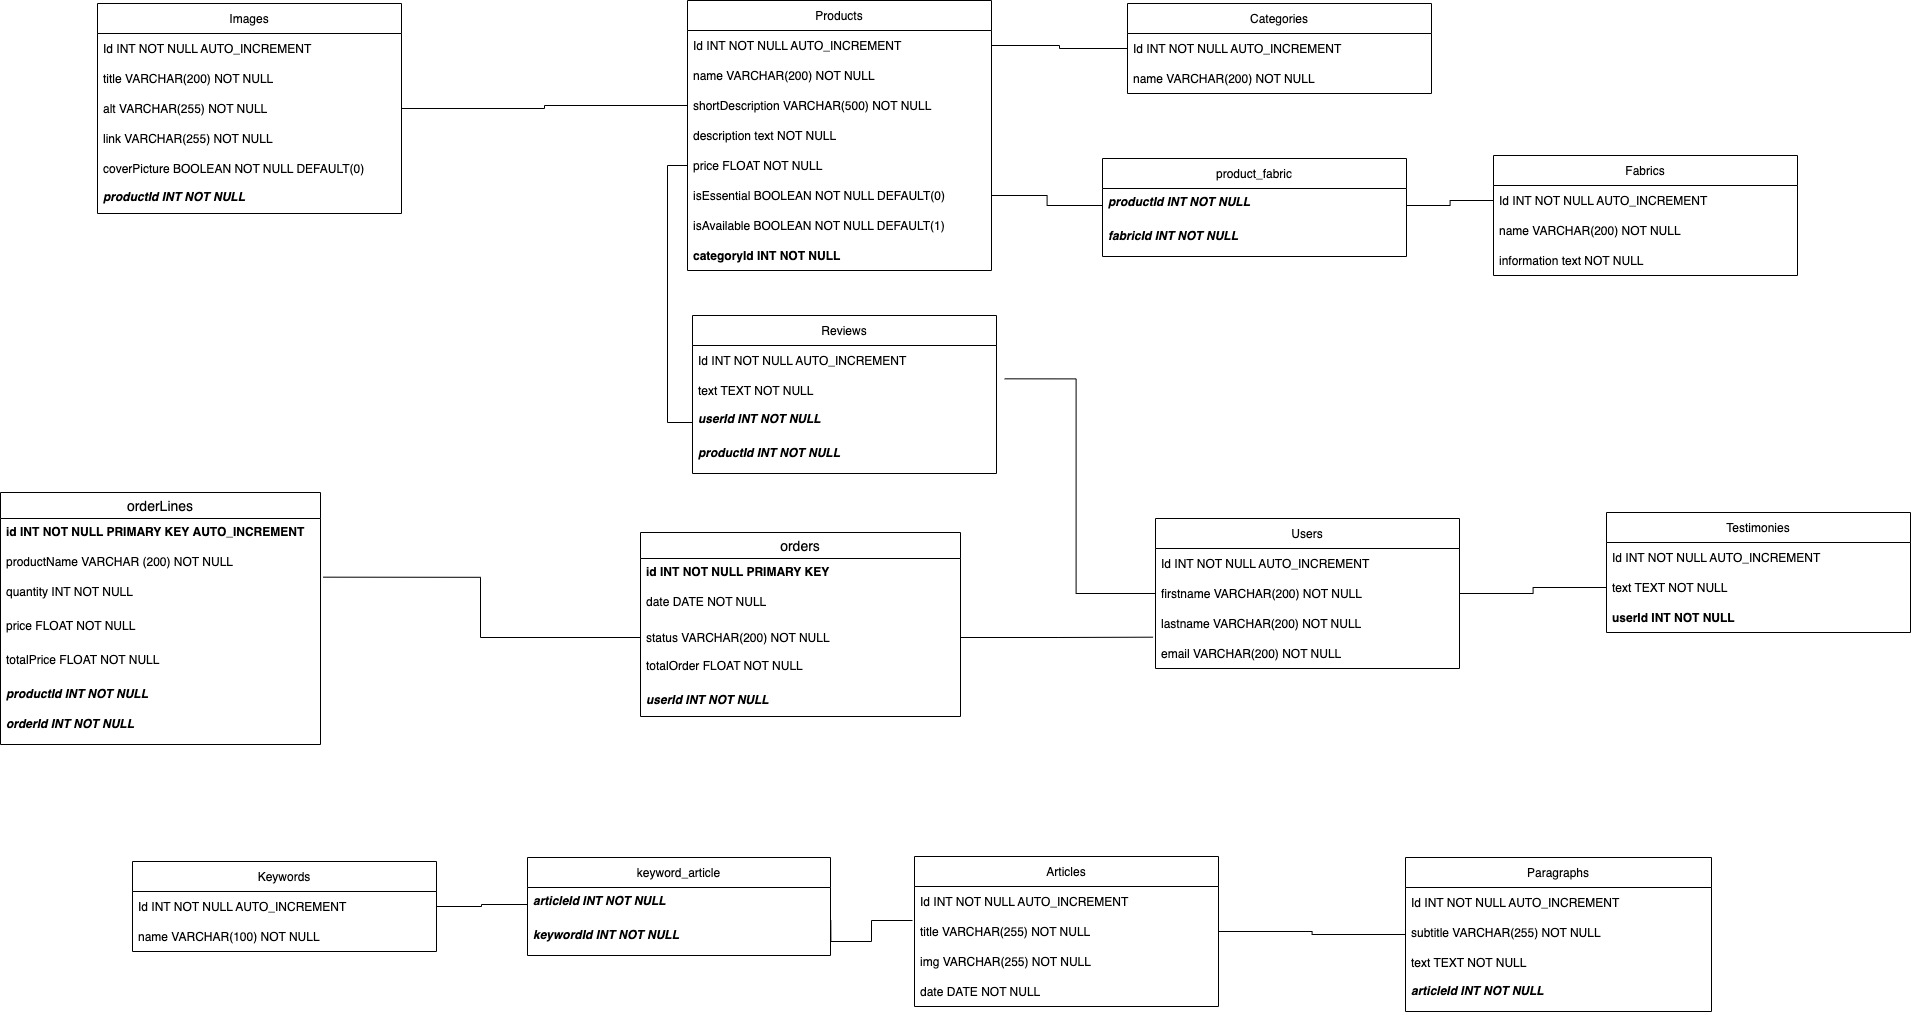 Images
Id INT NOT NULL AUTO_INCREMENT
title VARCHAR(200) NOT NULL
alt VARCHAR(255) NOT NULL
link VARCHAR(255) NOT NULL
coverPicture BOOLEAN NOT NULL DEFAULT(0)
productId INT NOT NULL
Products
Id INT NOT NULL AUTO_INCREMENT
name VARCHAR(200) NOT NULL
shortDescription VARCHAR(500) NOT NULL
description text NOT NULL
price FLOAT NOT NULL
isEssential BOOLEAN NOT NULL DEFAULT(0)
isAvailable BOOLEAN NOT NULL DEFAULT(1)
categoryId INT NOT NULL
Categories
Id INT NOT NULL AUTO_INCREMENT
name VARCHAR(200) NOT NULL
product_fabric
productId INT NOT NULL
fabricId INT NOT NULL
Fabrics
Id INT NOT NULL AUTO_INCREMENT
name VARCHAR(200) NOT NULL
information text NOT NULL
Reviews
Id INT NOT NULL AUTO_INCREMENT
text TEXT NOT NULL
userId INT NOT NULL
productId INT NOT NULL
orderLines
id INT NOT NULL PRIMARY KEY AUTO_INCREMENT
productName VARCHAR (200) NOT NULL
quantity INT NOT NULL
price FLOAT NOT NULL
totalPrice FLOAT NOT NULL
productId INT NOT NULL
orderId INT NOT NULL
orders
id INT NOT NULL PRIMARY KEY
date DATE NOT NULL
status VARCHAR(200) NOT NULL
totalOrder FLOAT NOT NULL
userId INT NOT NULL
Users
Id INT NOT NULL AUTO_INCREMENT
firstname VARCHAR(200) NOT NULL
lastname VARCHAR(200) NOT NULL
email VARCHAR(200) NOT NULL
Testimonies
Id INT NOT NULL AUTO_INCREMENT
text TEXT NOT NULL
userId INT NOT NULL
Keywords
Id INT NOT NULL AUTO_INCREMENT
name VARCHAR(100) NOT NULL
keyword_article
articleId INT NOT NULL
keywordId INT NOT NULL
Articles
Id INT NOT NULL AUTO_INCREMENT
title VARCHAR(255) NOT NULL
img VARCHAR(255) NOT NULL
date DATE NOT NULL
Paragraphs
Id INT NOT NULL AUTO_INCREMENT
subtitle VARCHAR(255) NOT NULL
text TEXT NOT NULL
articleId INT NOT NULL